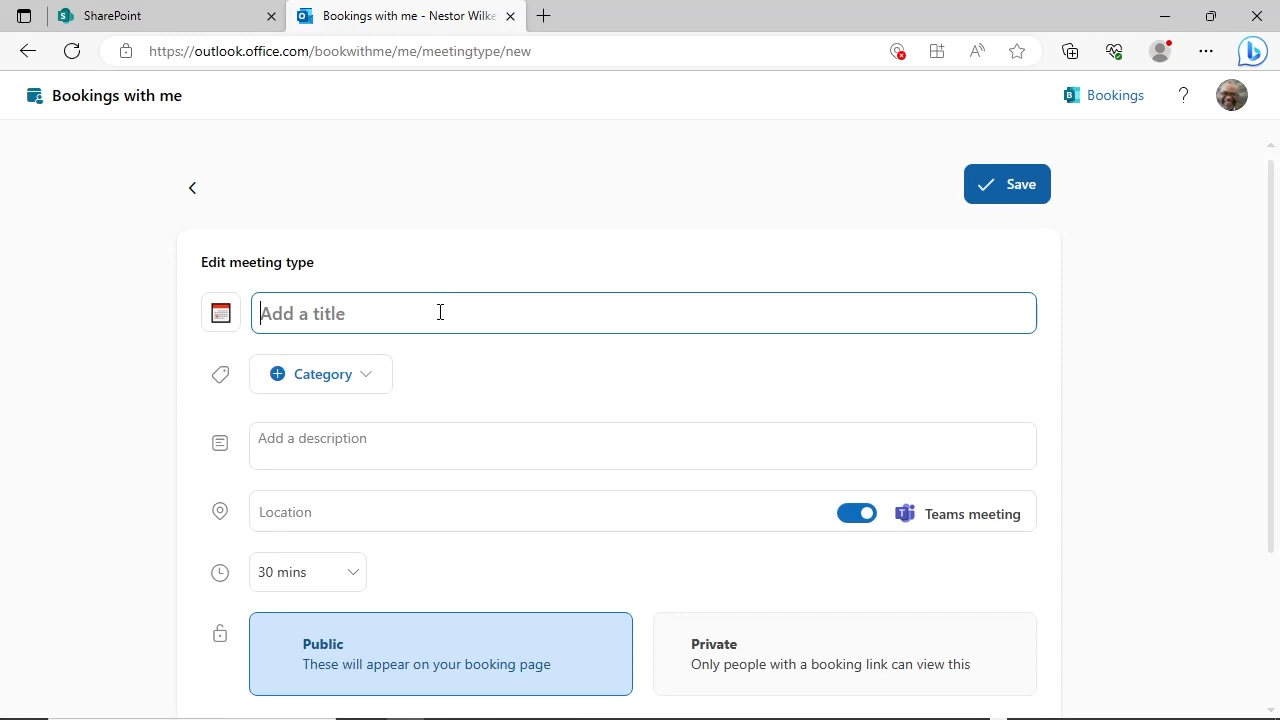 SharePoint
Bookings with me - Nestor Wilke
https://outlook.office.com/bookwithme/me/meetingtype/new
Bookings with me
Bookings
?
Save
Edit meeting type
Add a title
Category
Add a description
Location
Teams meeting
30 mins
Public
These will appear on your booking page
Private
Only people with a booking link can view this